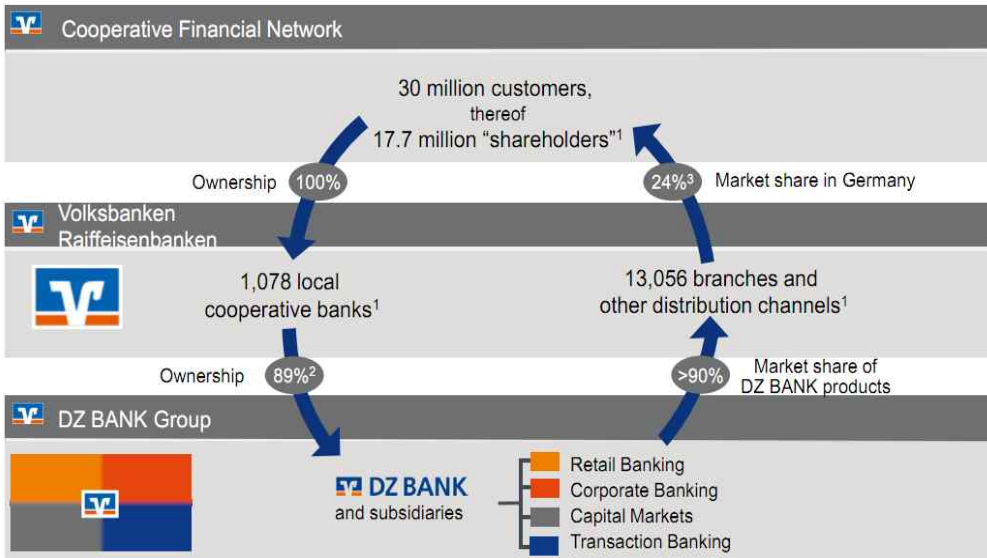 Cooperative Financial Network
30 million customers,
thereof
17.7 million “shareholders”¹
Ownership 100%
24%³ Market share in Germany
Volksbanken
Raiffeisenbanken
1,078 local
cooperative banks¹
13,056 branches and
other distribution channels¹
Ownership 89%²
>90% Market share of
DZ BANK products
DZ BANK Group
DZ BANK
and subsidiaries
Retail Banking
Corporate Banking
Capital Markets
Transaction Banking